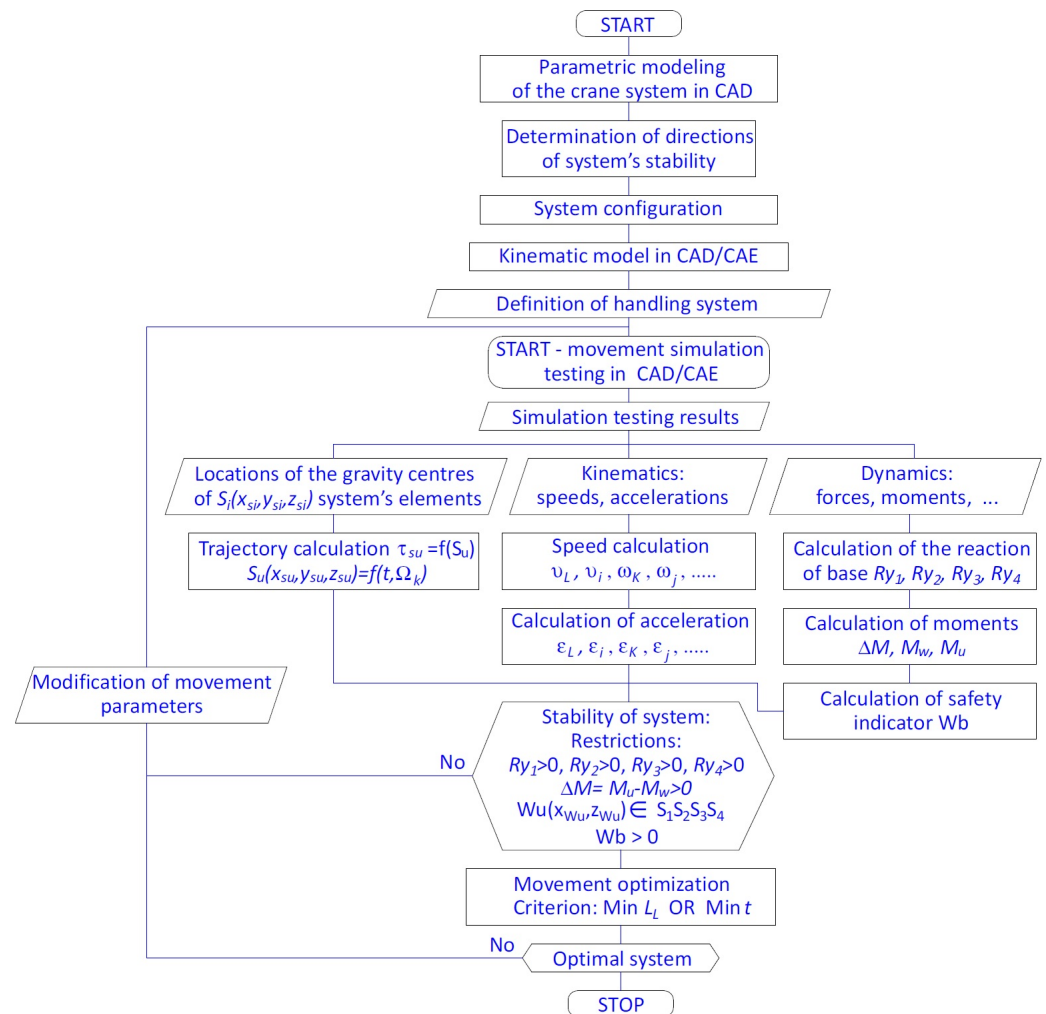 START
Parametric modeling
of the crane system in CAD
Determination of directions
of system's stability
System configuration
Kinematic model in CAD/CAE
Definition of handling system
START - movement simulation
testing in CAD/CAE
Simulation testing results
Locations of the gravity centres
of Si(xsi,ysi,zsi) system's elements
Kinematics:
speeds, accelerations
Dynamics:
forces, moments, ...
Trajectory calculation τsu =f(Su)
Su(xsu,ysu,zsu)=f(t,Ωk)
Speed calculation
υL , υi , ωK , ωj , .....
Calculation of the reaction
of base Ry1, Ry2, Ry3, Ry4
Calculation of acceleration
εL , εi , εK , εj , .....
Calculation of moments
ΔM, Mw, Mu
Modification of movement
parameters
Calculation of safety
indicator Wb
Stability of system:
Restrictions:
Ry1>0, Ry2>0, Ry3>0, Ry4>0
ΔM= Mu-Mw>0
Wu(xWu,zWu)∈ S1S2S3S4
Wb > 0
No
Movement optimization
Criterion: Min LL OR Min t
No
Optimal system
STOP